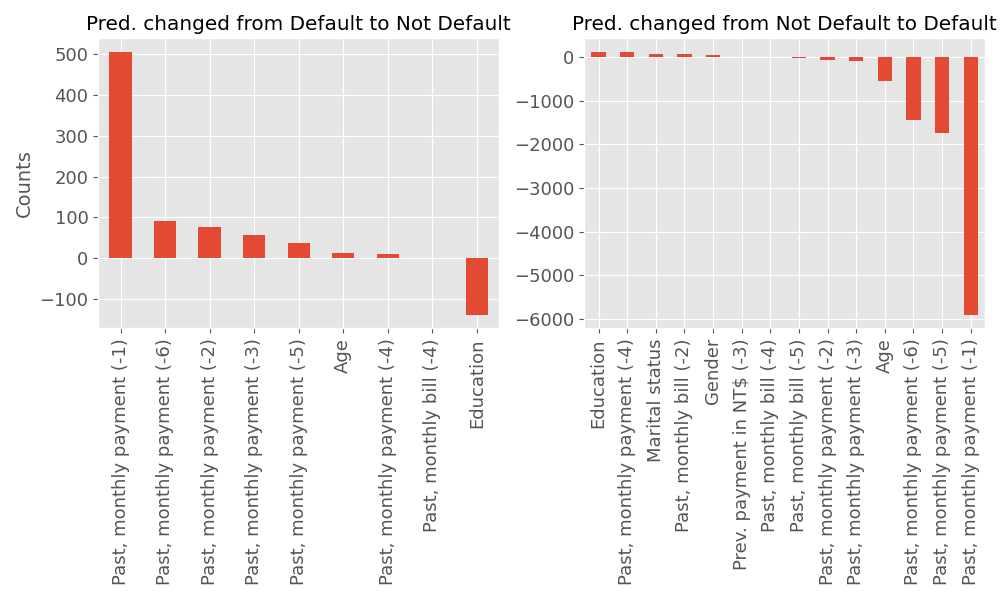 Pred. changed from Default to Not Default
Counts
500
400
300
200
100
0
−100
Past, monthly payment (-1)
Past, monthly payment (-6)
Past, monthly payment (-2)
Past, monthly payment (-3)
Past, monthly payment (-5)
Age
Past, monthly payment (-4)
Past, monthly bill (-4)
Education
Pred. changed from Not Default to Default
0
−1000
−2000
−3000
−4000
−5000
−6000
Education
Past, monthly payment (-4)
Marital status
Past, monthly bill (-2)
Gender
Prev. payment in NT$ (-3)
Past, monthly bill (-4)
Past, monthly bill (-5)
Past, monthly payment (-2)
Past, monthly payment (-3)
Age
Past, monthly payment (-6)
Past, monthly payment (-5)
Past, monthly payment (-1)